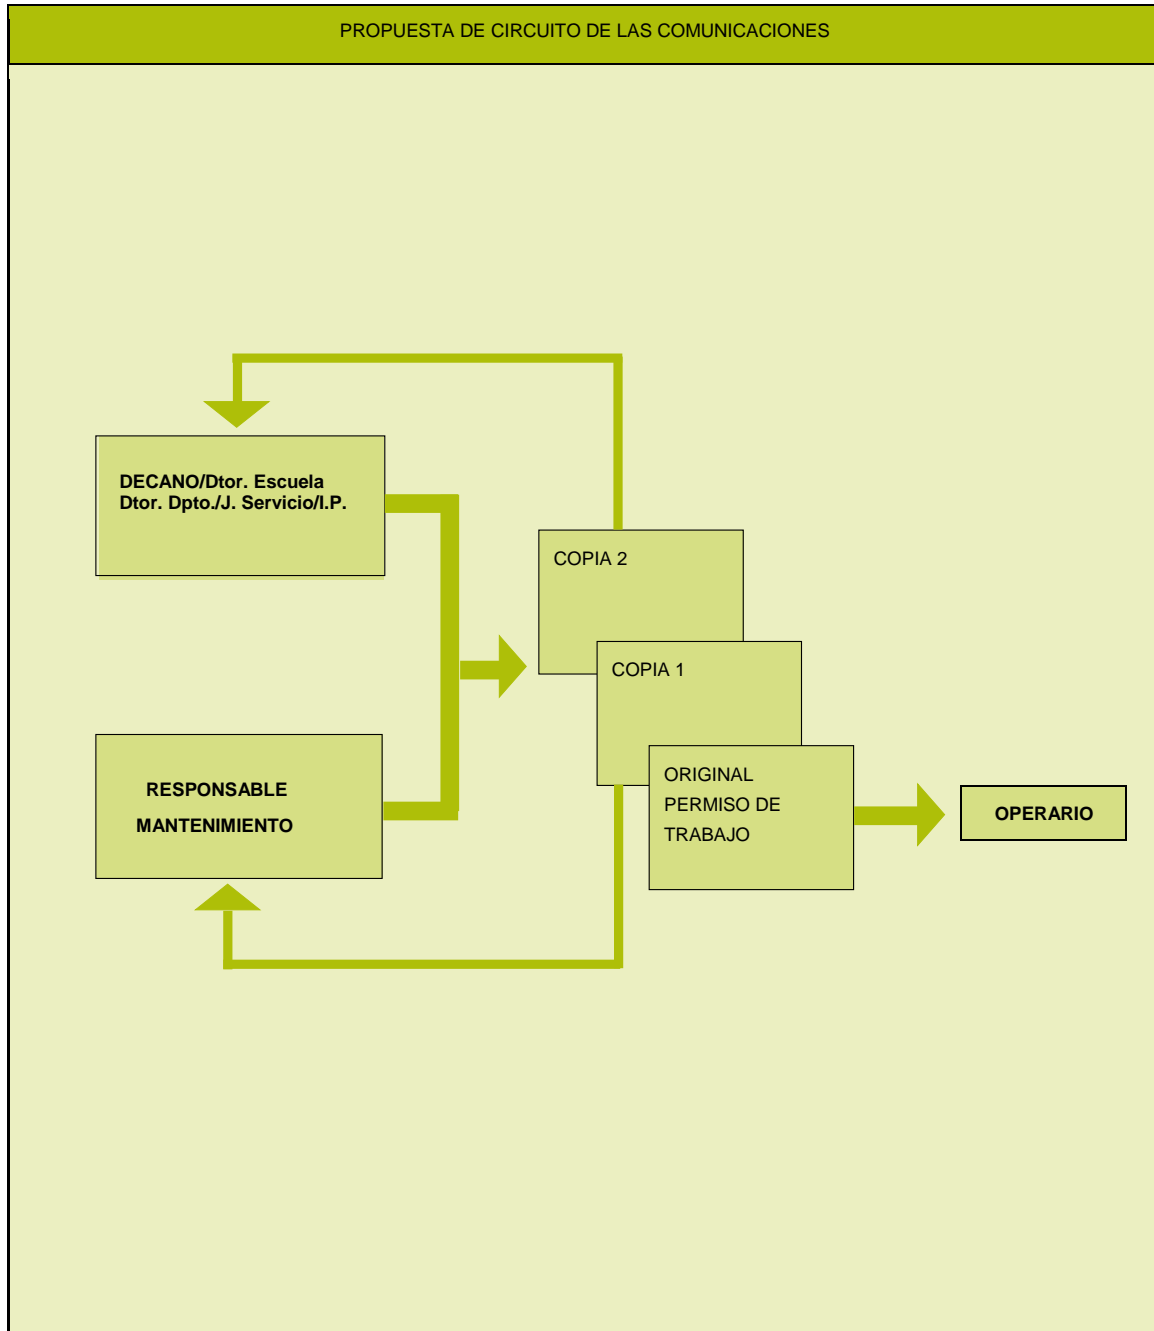 PROPUESTA DE CIRCUITO DE LAS COMUNICACIONES
DECANO/Dtor. Escuela
Dtor. Dpto./J. Servicio/I.P.
COPIA 2
COPIA 1
RESPONSABLE
MANTENIMIENTO
ORIGINAL
PERMISO DE
TRABAJO
OPERARIO